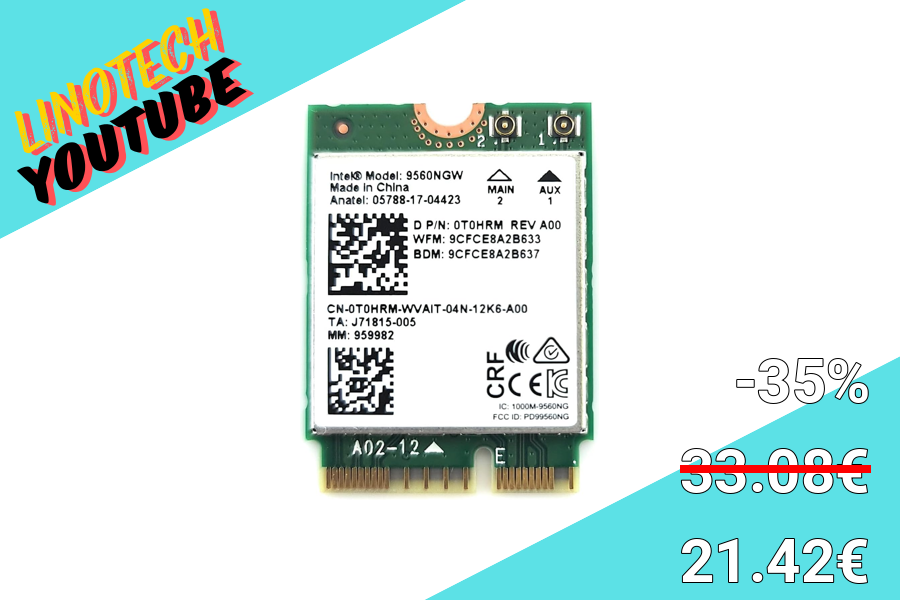 LINOTECH
YOUTUBE
2
1
Intel® Model: 9560NGW
Made in China
Anatel: 05788-17-04423
MAIN
2
AUX
1
D P/N: 0T0HRM REV A00
WFM: 9CFCE8A2B633
BDM: 9CFCE8A2B637
CN-0T0HRM-WVAIT-04N-12K6-A00
TA: J71815-005
MM: 959982
CRF
CE
IC: 1000M-9560NG
FCC ID: PD99560NG
A02-12
E
-35%
33.08€
21.42€